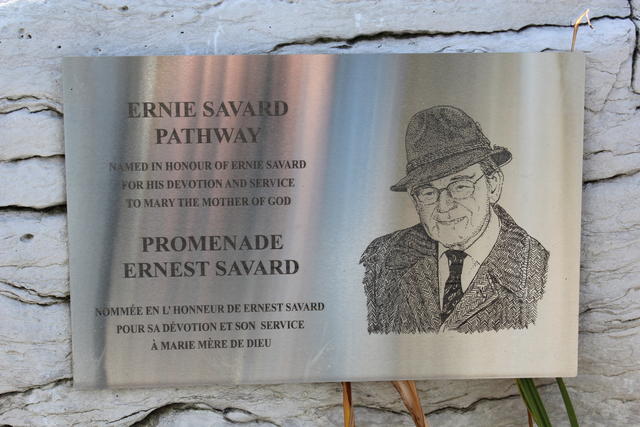 ERNIE SAVARD
PATHWAY
NAMED IN HONOUR OF ERNIE SAVARD
FOR HIS DEVOTION AND SERVICE
TO MARY THE MOTHER OF GOD
PROMENADE
ERNEST SAVARD
NOMMÉE EN L'HONNEUR DE ERNEST SAVARD
POUR SA DÉVOTION ET SON SERVICE
À MARIE MÈRE DE DIEU